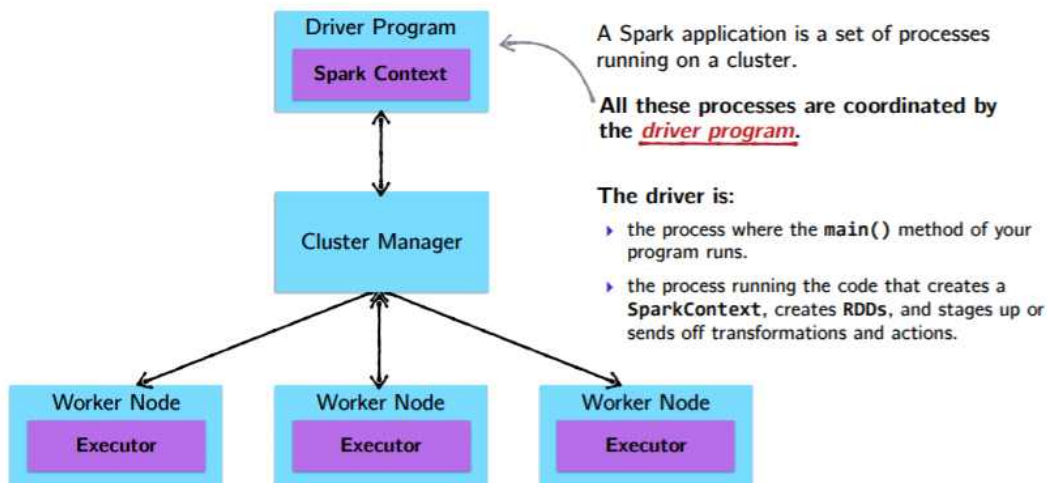 Driver Program
Spark Context
A Spark application is a set of processes
running on a cluster.
All these processes are coordinated by
the driver program.
Cluster Manager
The driver is:
the process where the main() method of your
program runs.
the process running the code that creates a
SparkContext, creates RDDs, and stages up or
sends off transformations and actions.
Worker Node
Executor
Worker Node
Executor
Worker Node
Executor